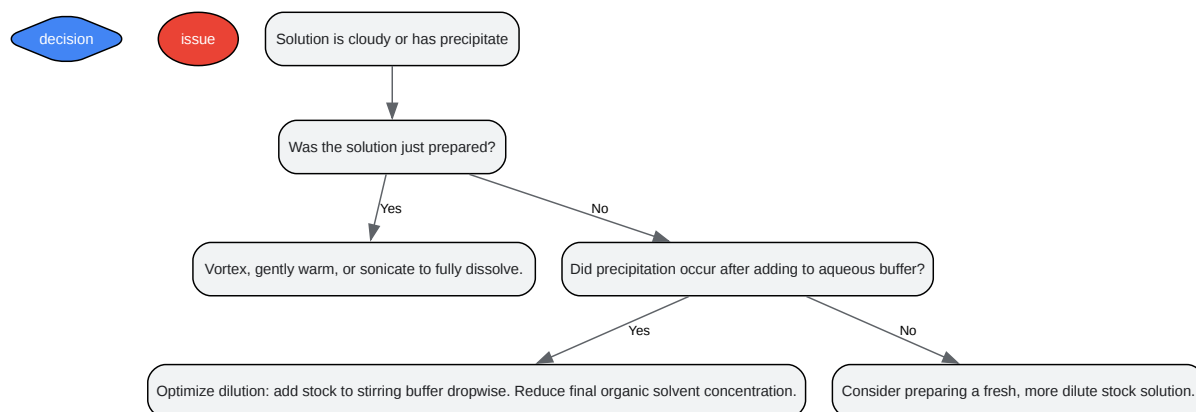 decision
issue
Solution is cloudy or has precipitate
Was the solution just prepared?
Yes
No
Vortex, gently warm, or sonicate to fully dissolve.
Did precipitation occur after adding to aqueous buffer?
Yes
No
Optimize dilution: add stock to stirring buffer dropwise. Reduce final organic solvent concentration.
Consider preparing a fresh, more dilute stock solution.